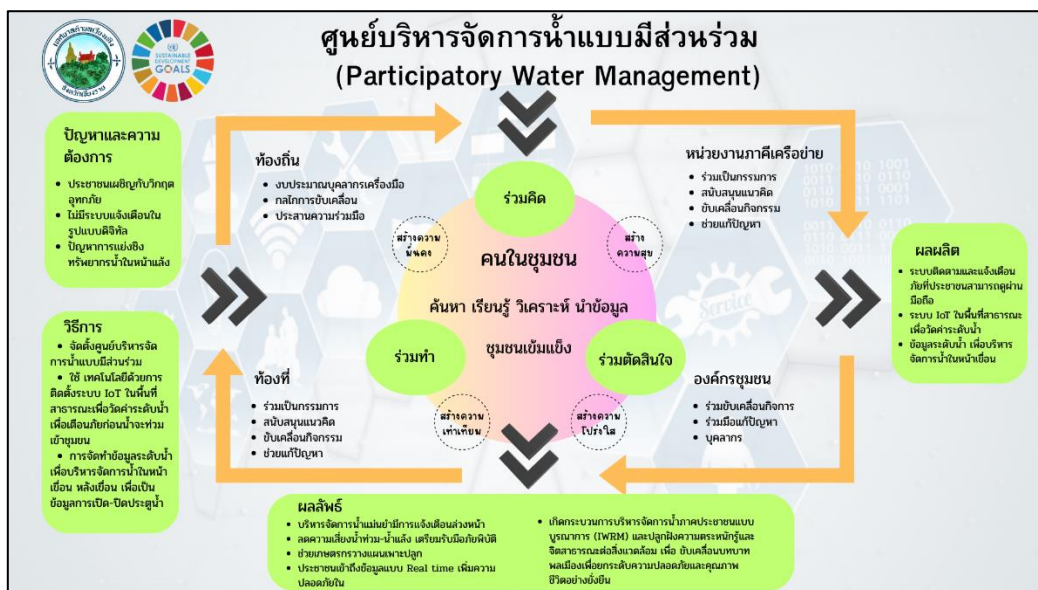 ศูนย์บริหารจัดการน้ำแบบมีส่วนร่วม
(Participatory Water Management)
SUSTAINABLE
DEVELOPMENT
GOALS
ปัญหาและความ
ต้องการ
• ประชาชนเผชิญกับวิกฤต
อุทกภัย
• ไม่มีระบบแจ้งเตือนใน
รูปแบบดิจิทัล
• ปัญหาการแย่งชิง
ทรัพยากรน้ำในหน้าแล้ง
วิธีการ
• จัดตั้งศูนย์บริหารจัด
การน้ำแบบมีส่วนร่วม
• ใช้ เทคโนโลยีด้วยการ
ติดตั้งระบบ IoT ในพื้นที่
สาธารณะเพื่อวัดค่าระดับน้ำ
เพื่อเตือนภัยก่อนน้ำจะท่วม
เข้าชุมชน
• การจัดทำข้อมูลระดับน้ำ
เพื่อบริหารจัดการน้ำในหน้า
เขื่อน หลังเขื่อน เพื่อเป็น
ข้อมูลการเปิด-ปิดประตูน้ำ
ท้องถิ่น
• งบประมาณบุคลากรเครื่องมือ
• กลไกการขับเคลื่อน
• ประสานความร่วมมือ
หน่วยงานภาคีเครือข่าย
• ร่วมเป็นกรรมการ
• สนับสนุนแนวคิด
• ขับเคลื่อนกิจกรรม
• ช่วยแก้ปัญหา
ร่วมคิด
สร้างความ
มั่นคง
สร้าง
ความสุข
คนในชุมชน
ค้นหา เรียนรู้ วิเคราะห์ นำข้อมูล
ชุมชนเข้มแข็ง
ร่วมทำ
ร่วมตัดสินใจ
สร้างความ
เท่าเทียม
สร้างความ
โปร่งใส
Service
ท้องที่
• ร่วมเป็นกรรมการ
• สนับสนุนแนวคิด
• ขับเคลื่อนกิจกรรม
• ช่วยแก้ปัญหา
องค์กรชุมชน
• ร่วมขับเคลื่อนกิจการ
• ร่วมมือแก้ปัญหา
• บุคลากร
ผลผลิต
• ระบบติดตามและแจ้งเตือน
ภัยที่ประชาชนสามารถดูผ่าน
มือถือ
• ระบบ IoT ในพื้นที่สาธารณะ
เพื่อวัดค่าระดับน้ำ
• ข้อมูลระดับน้ำ เพื่อบริหาร
จัดการน้ำในหน้าเขื่อน
ผลลัพธ์
• บริหารจัดการน้ำแม่นยำมีการแจ้งเตือนล่วงหน้า
• ลดความเสี่ยงน้ำท่วม-น้ำแล้ง เตรียมรับมือภัยพิบัติ
• ช่วยเกษตรกรวางแผนเพาะปลูก
• ประชาชนเข้าถึงข้อมูลแบบ Real time เพิ่มความ
ปลอดภัยใน
• เกิดกระบวนการบริหารจัดการน้ำภาคประชาชนแบบ
บูรณาการ (IWRM) และปลูกฝังความตระหนักรู้และ
จิตสาธารณะต่อสิ่งแวดล้อม เพื่อ ขับเคลื่อนบทบาท
พลเมืองเพื่อยกระดับความปลอดภัยและคุณภาพ
ชีวิตอย่างยั่งยืน